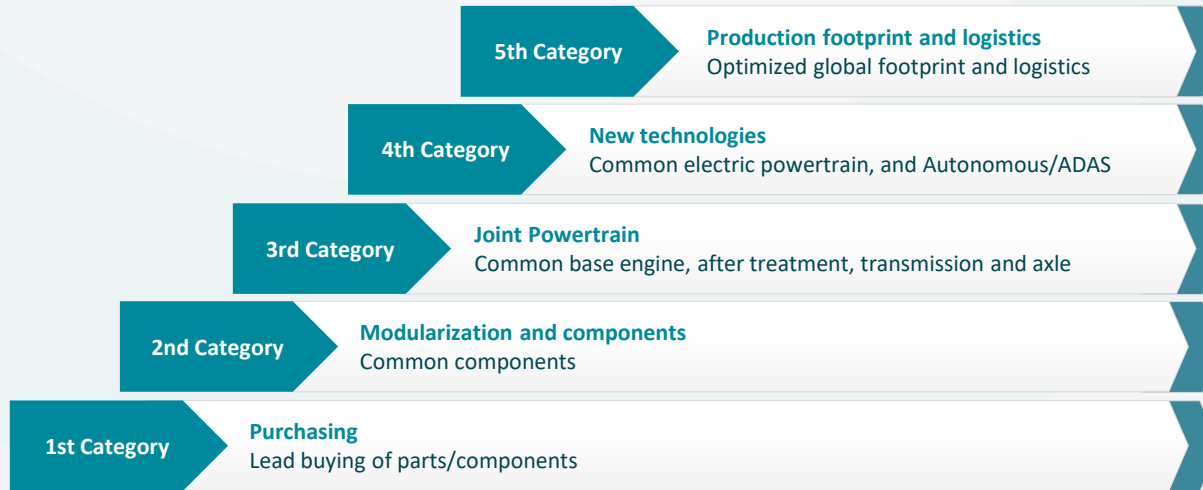 5th Category
Production footprint and logistics
Optimized global footprint and logistics
4th Category
New technologies
Common electric powertrain, and Autonomous/ADAS
3rd Category
Joint Powertrain
Common base engine, after treatment, transmission and axle
2nd Category
Modularization and components
Common components
1st Category
Purchasing
Lead buying of parts/components